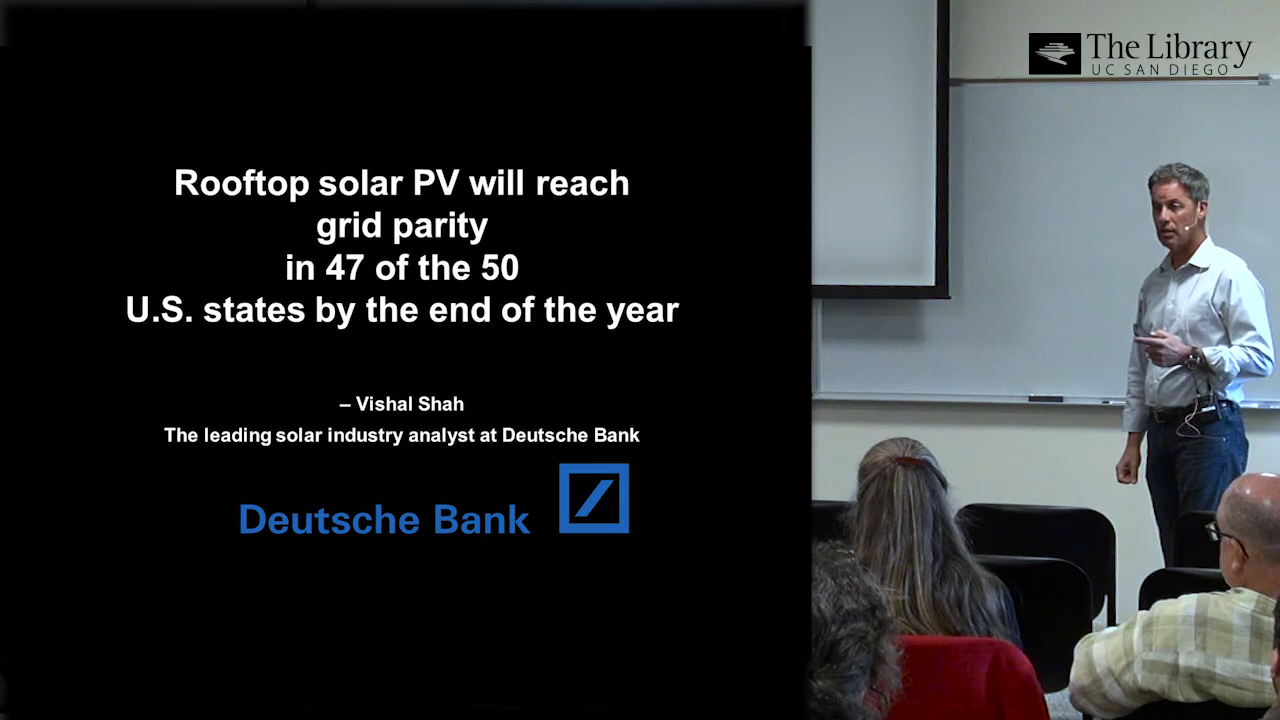 The Library
UC SAN DIEGO
Rooftop solar PV will reach
grid parity
in 47 of the 50
U.S. states by the end of the year
– Vishal Shah
The leading solar industry analyst at Deutsche Bank
Deutsche Bank